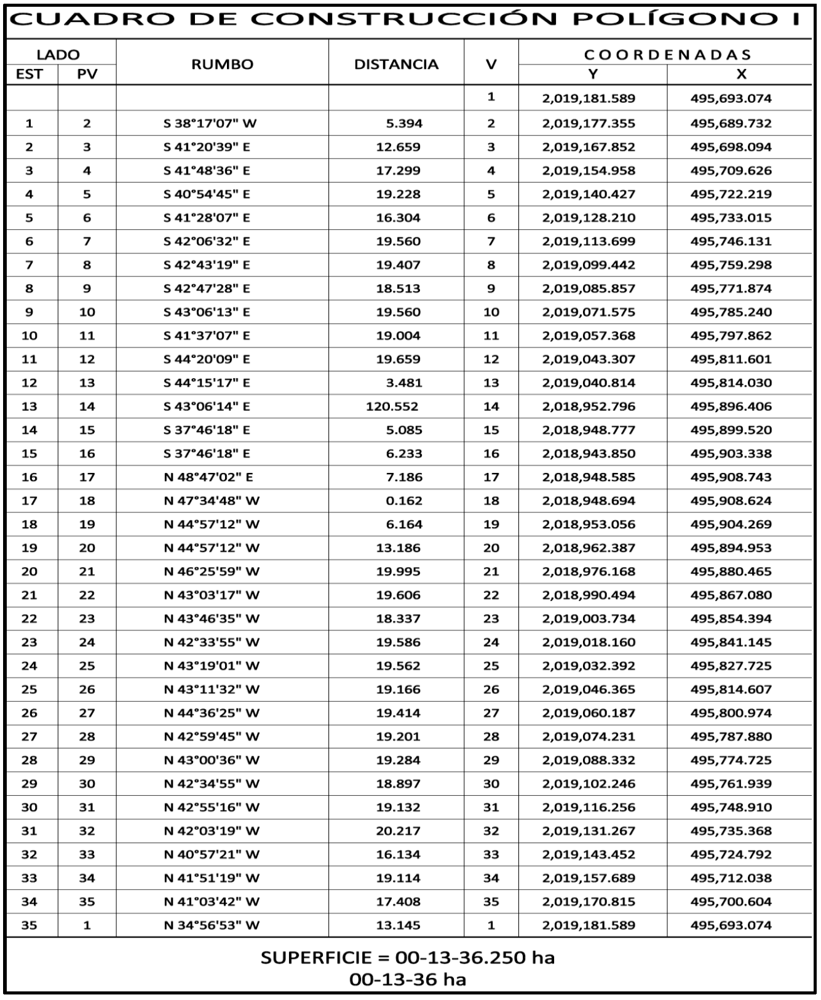 CUADRO DE CONSTRUCCIÓN POLÍGONO I
LADO RUMBO DISTANCIA V COORDENADAS
EST PV Y X
1 2,019,181.589 495,693.074
1 2 S 38°17'07" W 5.394 2 2,019,177.355 495,689.732
2 3 S 41°20'39" E 12.659 3 2,019,167.852 495,698.094
3 4 S 41°48'36" E 17.299 4 2,019,154.958 495,709.626
4 5 S 40°54'45" E 19.228 5 2,019,140.427 495,722.219
5 6 S 41°28'07" E 16.304 6 2,019,128.210 495,733.015
6 7 S 42°06'32" E 19.560 7 2,019,113.699 495,746.131
7 8 S 42°43'19" E 19.407 8 2,019,099.442 495,759.298
8 9 S 42°47'28" E 18.513 9 2,019,085.857 495,771.874
9 10 S 43°06'13" E 19.560 10 2,019,071.575 495,785.240
10 11 S 41°37'07" E 19.004 11 2,019,057.368 495,797.862
11 12 S 44°20'09" E 19.659 12 2,019,043.307 495,811.601
12 13 S 44°15'17" E 3.481 13 2,019,040.814 495,814.030
13 14 S 43°06'14" E 120.552 14 2,018,952.796 495,896.406
14 15 S 37°46'18" E 5.085 15 2,018,948.777 495,899.520
15 16 S 37°46'18" E 6.233 16 2,018,943.850 495,903.338
16 17 N 48°47'02" E 7.186 17 2,018,948.585 495,908.743
17 18 N 47°34'48" W 0.162 18 2,018,948.694 495,908.624
18 19 N 44°57'12" W 6.164 19 2,018,953.056 495,904.269
19 20 N 44°57'12" W 13.186 20 2,018,962.387 495,894.953
20 21 N 46°25'59" W 19.995 21 2,018,976.168 495,880.465
21 22 N 43°03'17" W 19.606 22 2,018,990.494 495,867.080
22 23 N 43°46'35" W 18.337 23 2,019,003.734 495,854.394
23 24 N 42°33'55" W 19.586 24 2,019,018.160 495,841.145
24 25 N 43°19'01" W 19.562 25 2,019,032.392 495,827.725
25 26 N 43°11'32" W 19.166 26 2,019,046.365 495,814.607
26 27 N 44°36'25" W 19.414 27 2,019,060.187 495,800.974
27 28 N 42°59'45" W 19.201 28 2,019,074.231 495,787.880
28 29 N 43°00'36" W 19.284 29 2,019,088.332 495,774.725
29 30 N 42°34'55" W 18.897 30 2,019,102.246 495,761.939
30 31 N 42°55'16" W 19.132 31 2,019,116.256 495,748.910
31 32 N 42°03'19" W 20.217 32 2,019,131.267 495,735.368
32 33 N 40°57'21" W 16.134 33 2,019,143.452 495,724.792
33 34 N 41°51'19" W 19.114 34 2,019,157.689 495,712.038
34 35 N 41°03'42" W 17.408 35 2,019,170.815 495,700.604
35 1 N 34°56'53" W 13.145 1 2,019,181.589 495,693.074
SUPERFICIE = 00-13-36.250 ha
00-13-36 ha